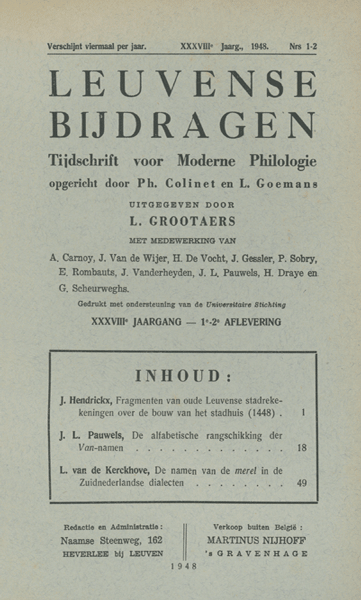 Verschijnt viermaal per jaar. XXXVIIIe Jaarg., 1948. Nrs 1-2
LEUVENSE
BIJDRAGEN
Tijdschrift voor Moderne Philologie
opgericht door Ph. Colinet en L. Goemans
UITGEGEVEN DOOR
L. GROOTAERS
MET MEDEWERKING VAN
A. Carnoy, J. Van de Wijer, H. De Vocht, J. Gessler, P. Sobry,
E. Rombauts, J. Vanderheyden, J. L. Pauwels, H. Draye en
G. Scheurweghs.
Gedrukt met ondersteuning van de Universitaire Stichting
XXXVIIIe JAARGANG — 1e-2e AFLEVERING
INHOUD :
J. Hendrickx, Fragmenten van oude Leuvense stadreke-
keningen over de bouw van het stadhuis (1448) . 1
J. L. Pauwels, De alfabetische rangschikking der
Van-namen . . . . . . . . . . . 18
L. van de Kerckhove, De namen van de merel in de
Zuidnederlandse dialecten . . . . . . . 49
Redactie en Administratie :
Naamse Steenweg, 162
HEVERLEE bij LEUVEN
Verkoop buiten België :
MARTINUS NIJHOFF
's GRAVENHAGE
1948